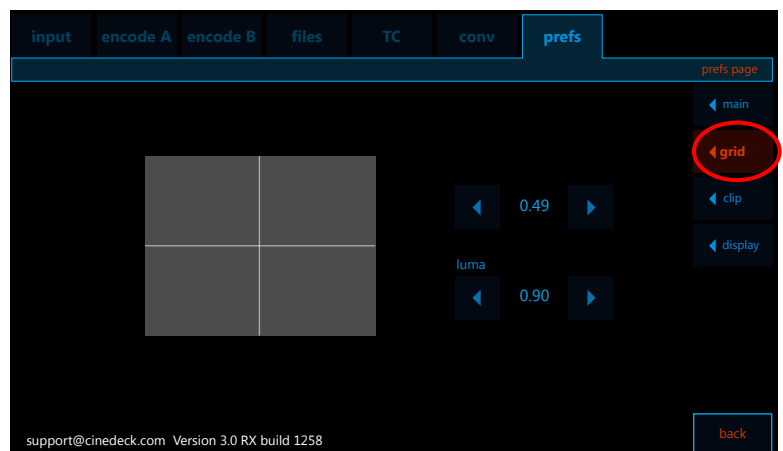 input encode A encode B files TC conv prefs
prefs page
main
grid
clip
display
0.49
luma
0.90
support@cinedeck.com Version 3.0 RX build 1258
back